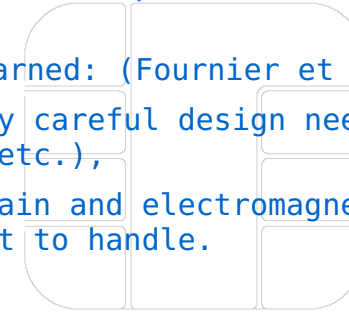 arned: (Fournier et
y careful design nee
etc.),
ain and electromagne
t to handle.